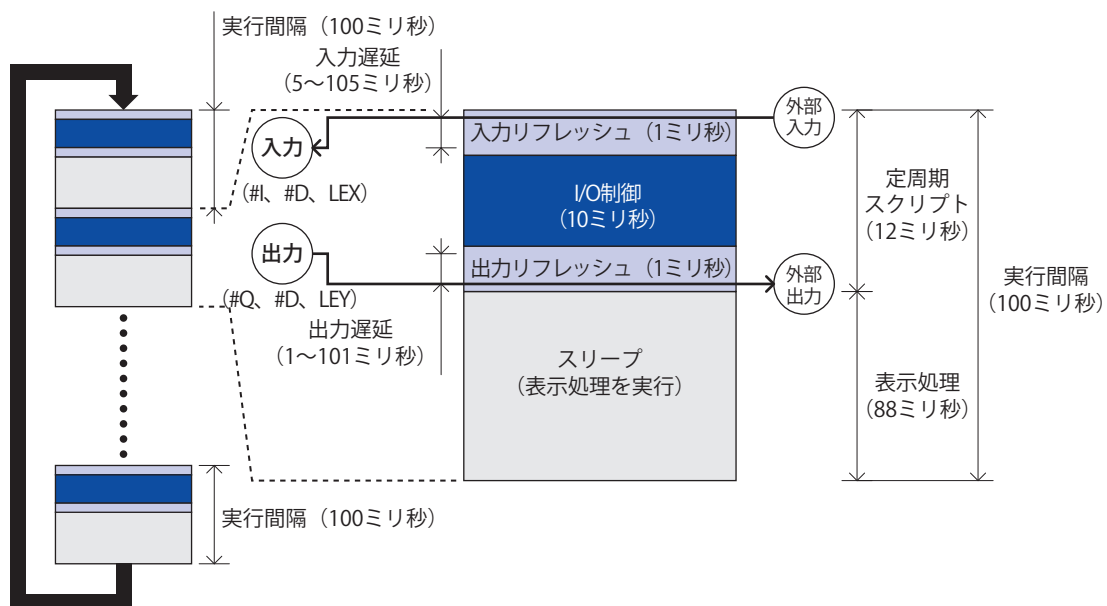 実行間隔（100ミリ秒）
入力遅延
（5～105ミリ秒）
外部
入力
入力リフレッシュ（1ミリ秒）
入力
（#I、#D、LEX）
I/O制御
（10ミリ秒）
定周期
スクリプト
（12ミリ秒）
出力
出力リフレッシュ（1ミリ秒）
外部
出力
（#Q、#D、LEY）
実行間隔
（100ミリ秒）
出力遅延
（1～101ミリ秒）
スリープ
（表示処理を実行）
表示処理
（88ミリ秒）
実行間隔（100ミリ秒）